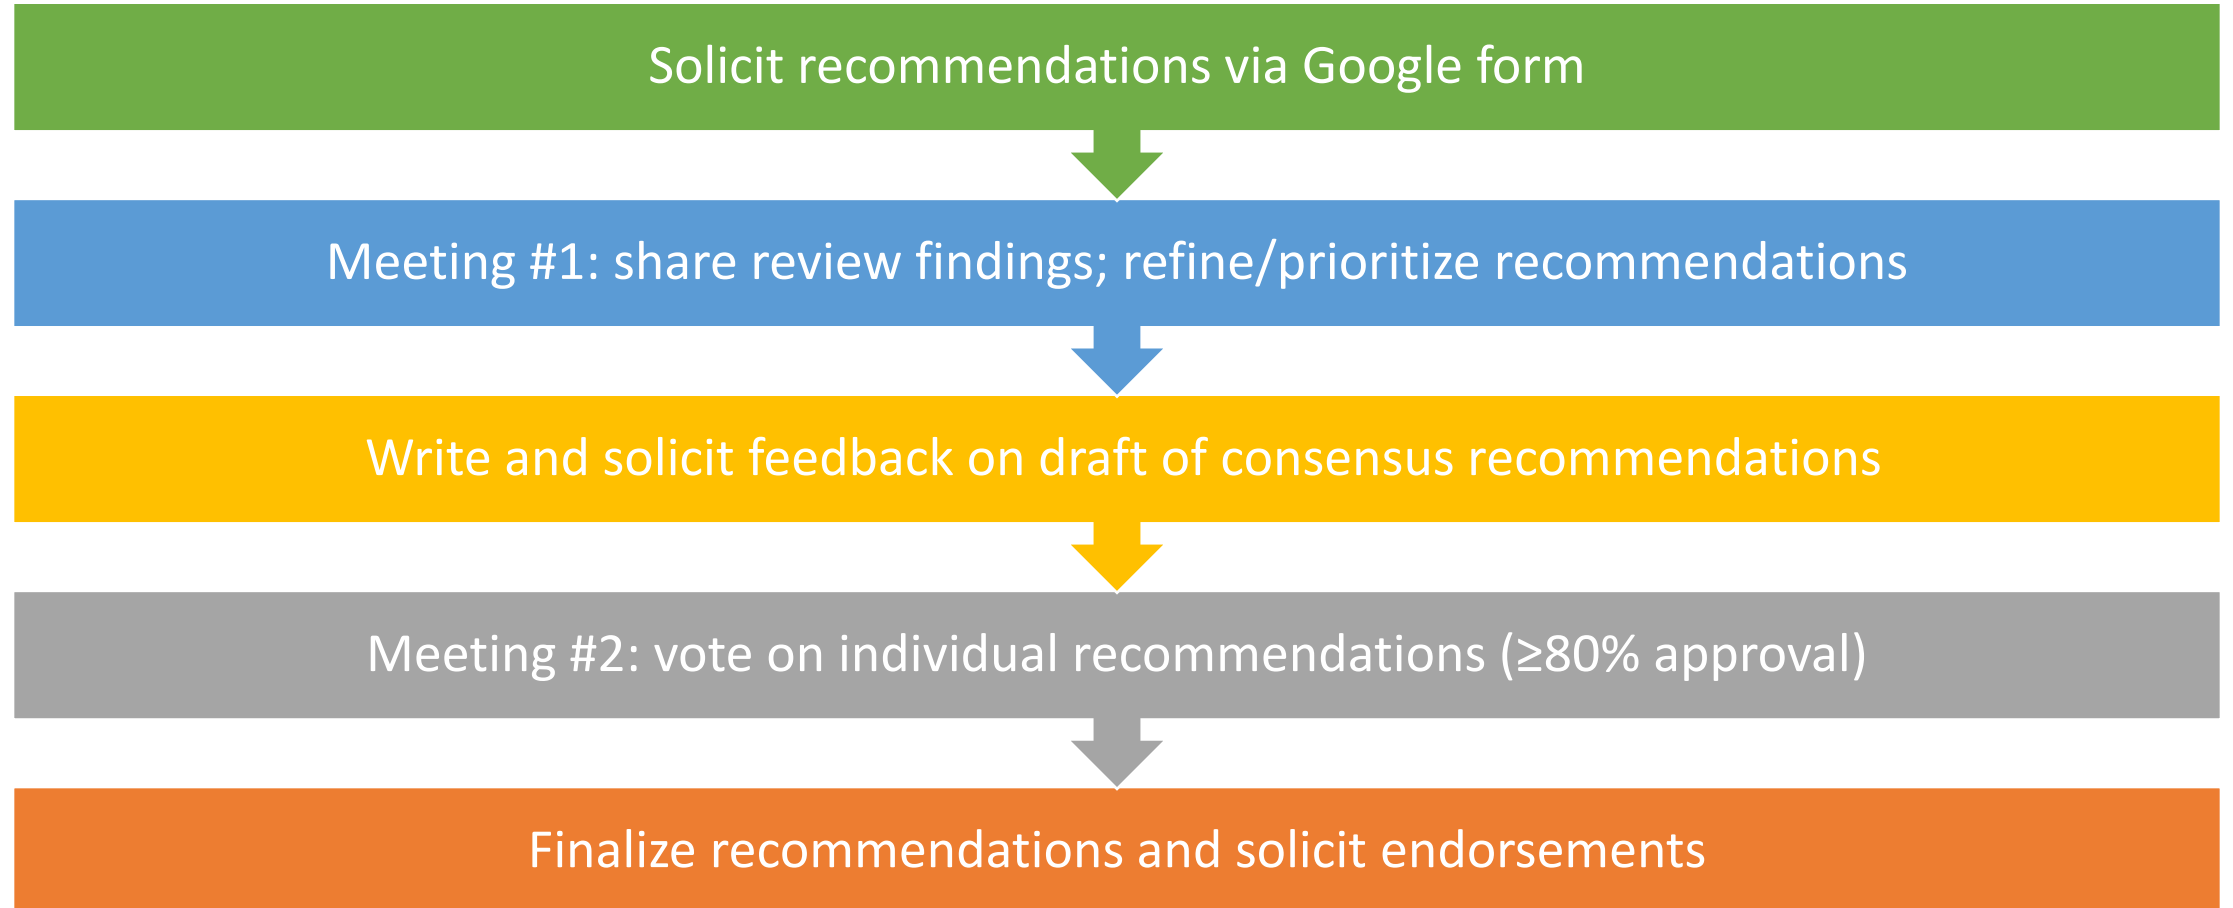 Solicit recommendations via Google form
Meeting #1: share review findings; refine/prioritize recommendations
Write and solicit feedback on draft of consensus recommendations
Meeting #2: vote on individual recommendations (≥80% approval)
Finalize recommendations and solicit endorsements